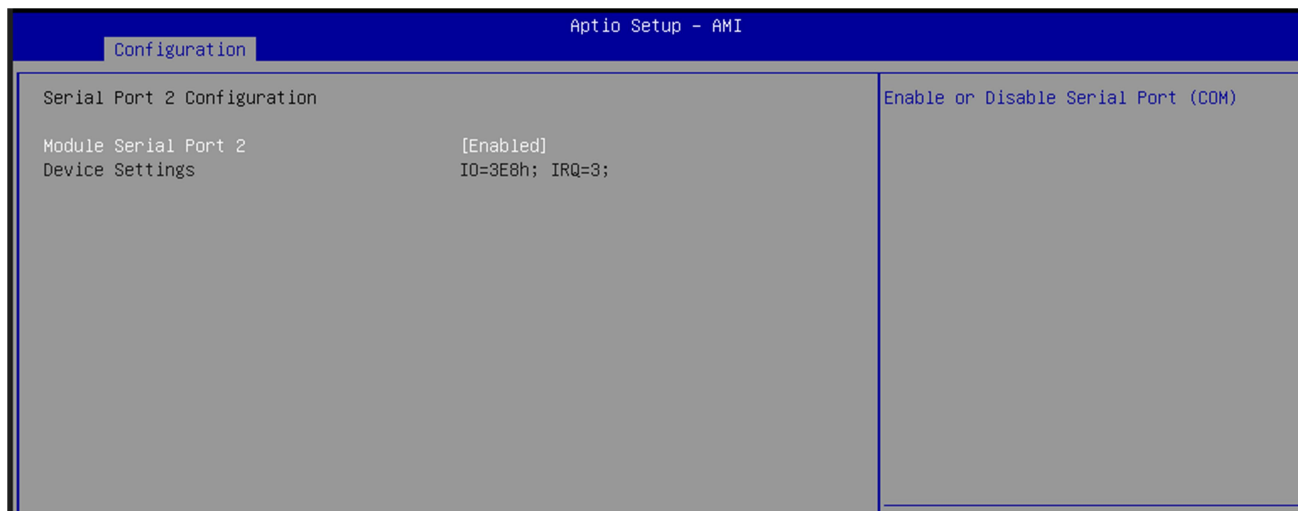 Aptio Setup – AMI
Configuration
Serial Port 2 Configuration
Enable or Disable Serial Port (COM)
Module Serial Port 2 [Enabled]
Device Settings IO=3E8h; IRQ=3;